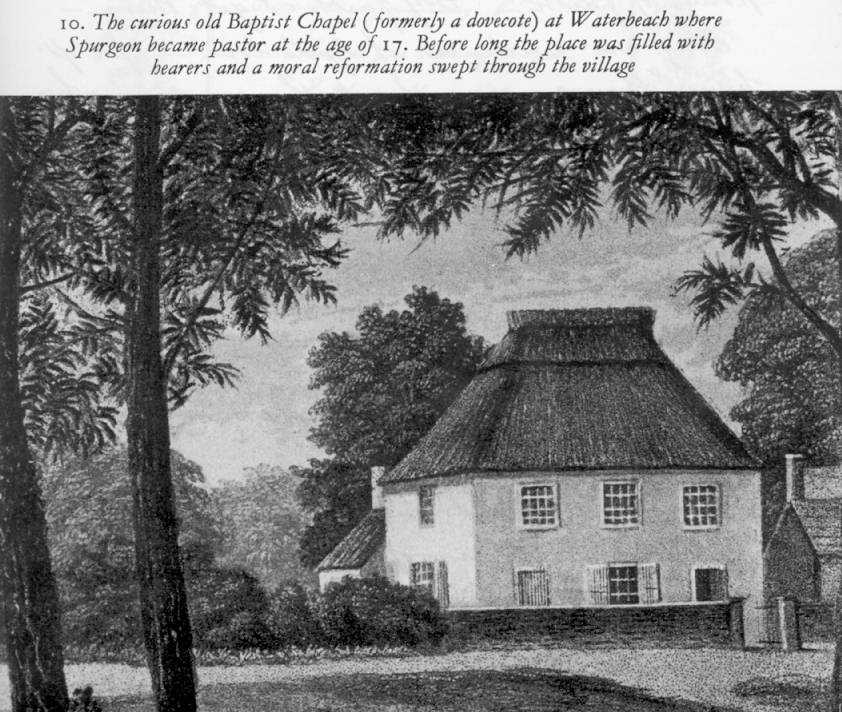 10. The curious old Baptist Chapel (formerly a dovecote) at Waterbeach where
Spurgeon became pastor at the age of 17. Before long the place was filled with
hearers and a moral reformation swept through the village